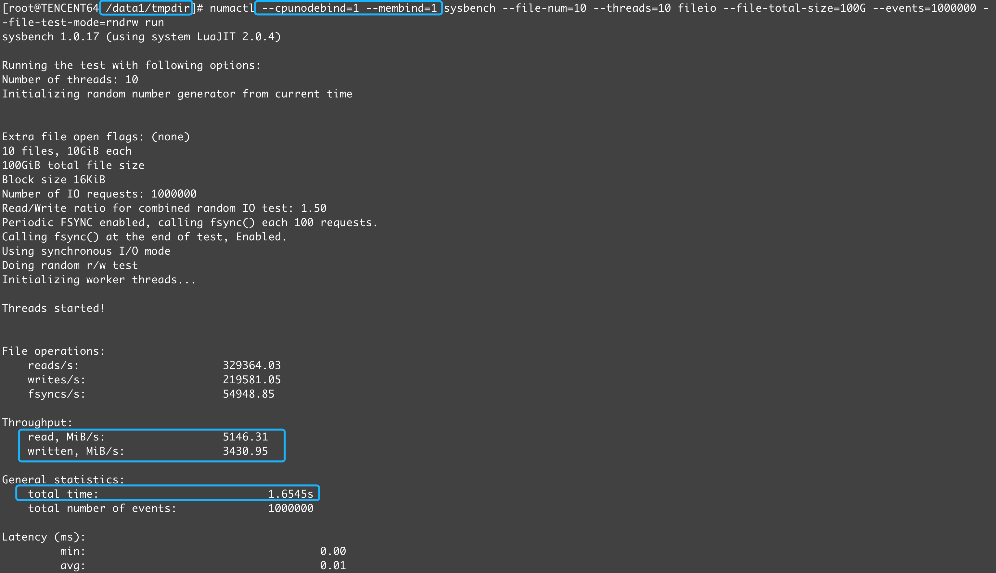 [root@TENCENT64 /data1/tmpdir]# numactl --cpunodebind=1 --membind=1 sysbench --file-num=10 --threads=10 fileio --file-total-size=100G --events=1000000 -
-file-test-mode=rndrw run
sysbench 1.0.17 (using system LuaJIT 2.0.4)
Running the test with following options:
Number of threads: 10
Initializing random number generator from current time
Extra file open flags: (none)
10 files, 10GiB each
100GiB total file size
Block size 16KiB
Number of IO requests: 1000000
Read/Write ratio for combined random IO test: 1.50
Periodic FSYNC enabled, calling fsync() each 100 requests.
Calling fsync() at the end of test, Enabled.
Using synchronous I/O mode
Doing random r/w test
Initializing worker threads...
Threads started!
File operations:
reads/s: 329364.03
writes/s: 219581.05
fsyncs/s: 54948.85
Throughput:
read, MiB/s: 5146.31
written, MiB/s: 3430.95
General statistics:
total time: 1.6545s
total number of events: 1000000
Latency (ms):
min: 0.00
avg: 0.01